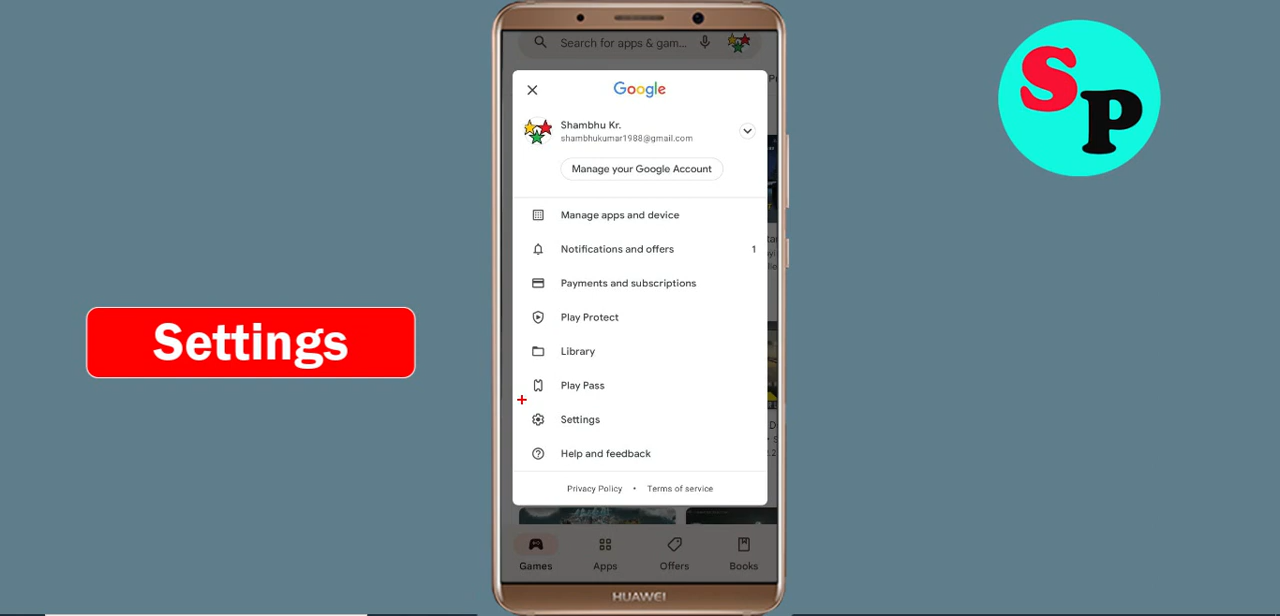 Search for apps & gam...
Google
Shambhu Kr.
shambhukumar1988@gmail.com
Manage your Google Account
Manage apps and device
Notifications and offers 1
Payments and subscriptions
Play Protect
Library
Play Pass
Settings
Help and feedback
Privacy Policy • Terms of service
Games Apps Offers Books
HUAWEI
Settings
SP